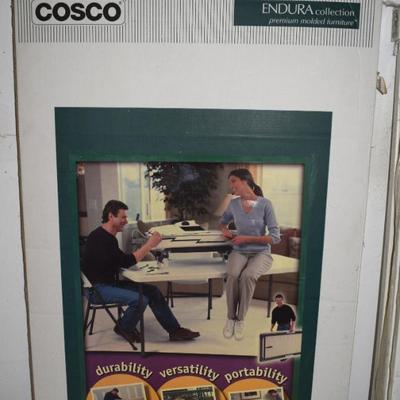 COSCO®
ENDURA collection
premium molded furniture
durability versatility portability